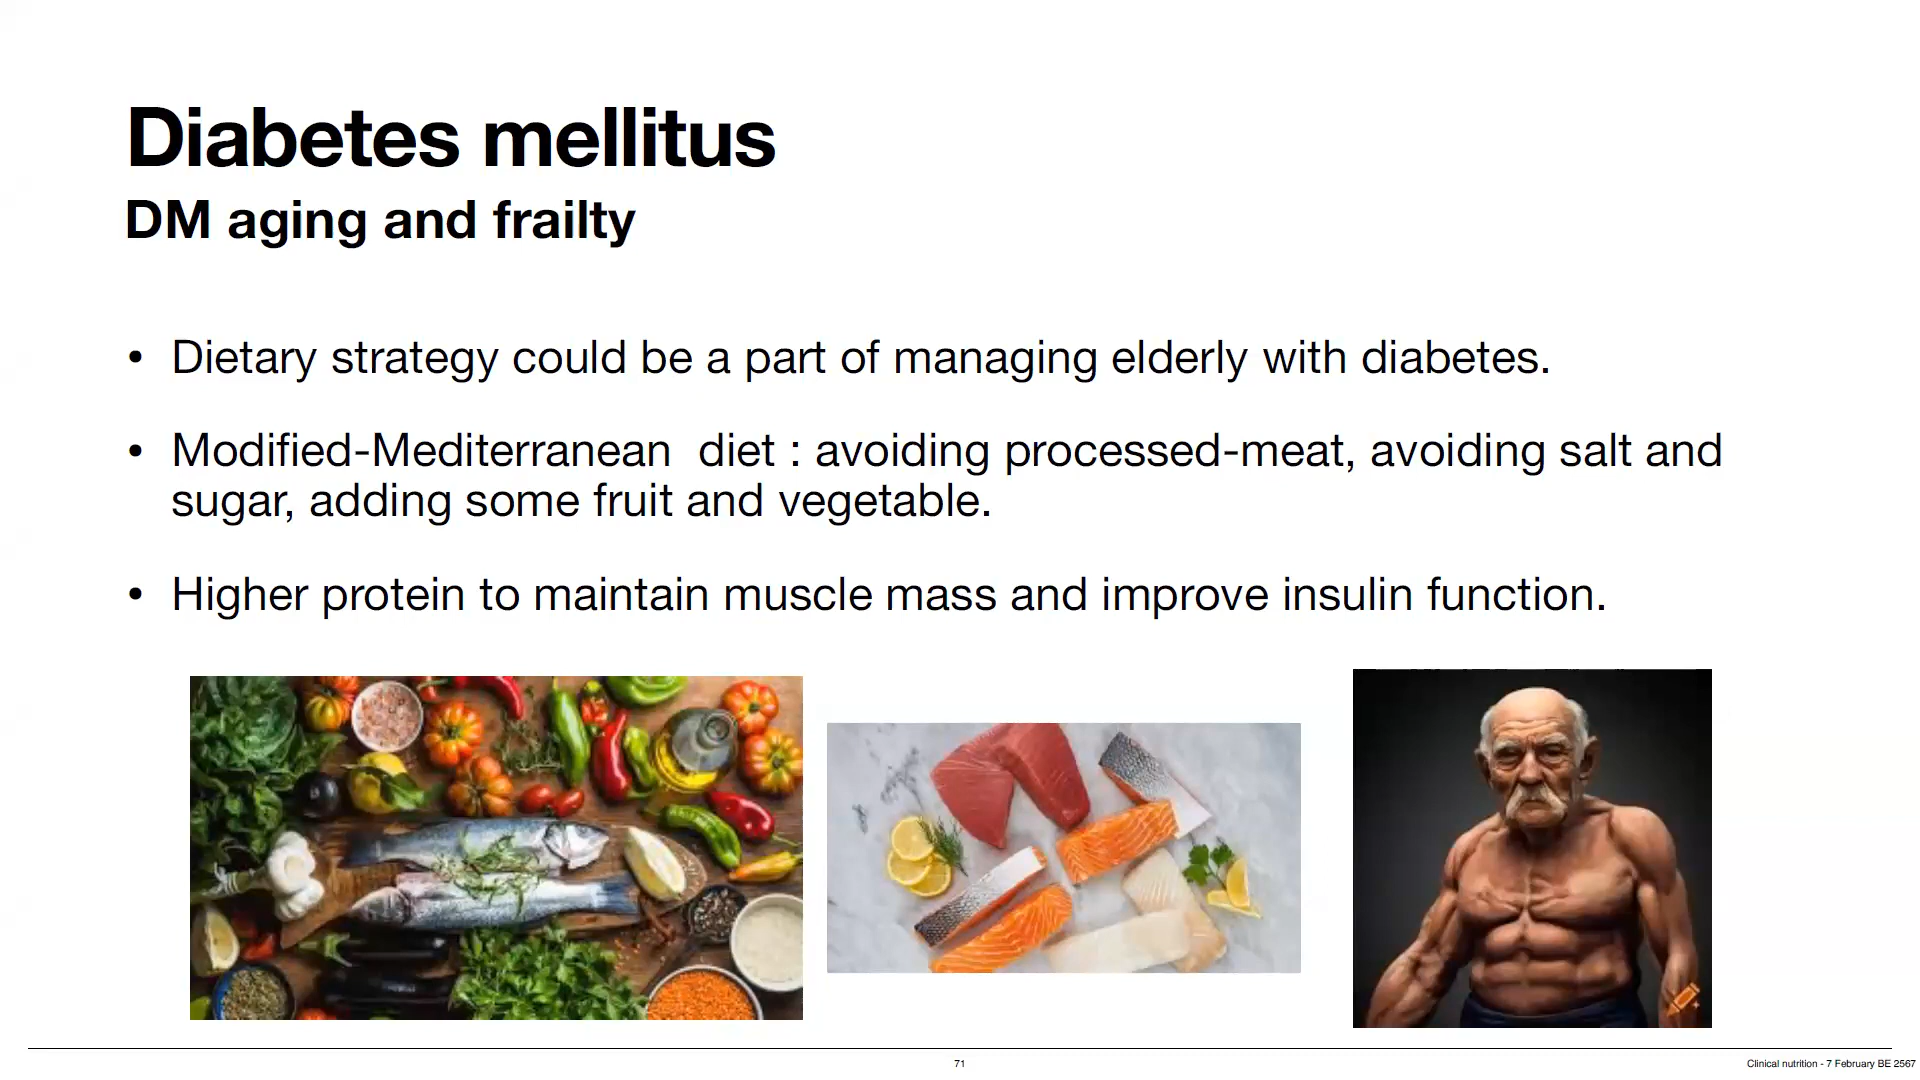 Diabetes mellitus
DM aging and frailty
• Dietary strategy could be a part of managing elderly with diabetes.
• Modified-Mediterranean  diet : avoiding processed-meat, avoiding salt and
sugar, adding some fruit and vegetable.
• Higher protein to maintain muscle mass and improve insulin function.
71
Clinical nutrition - 7 February BE 2567